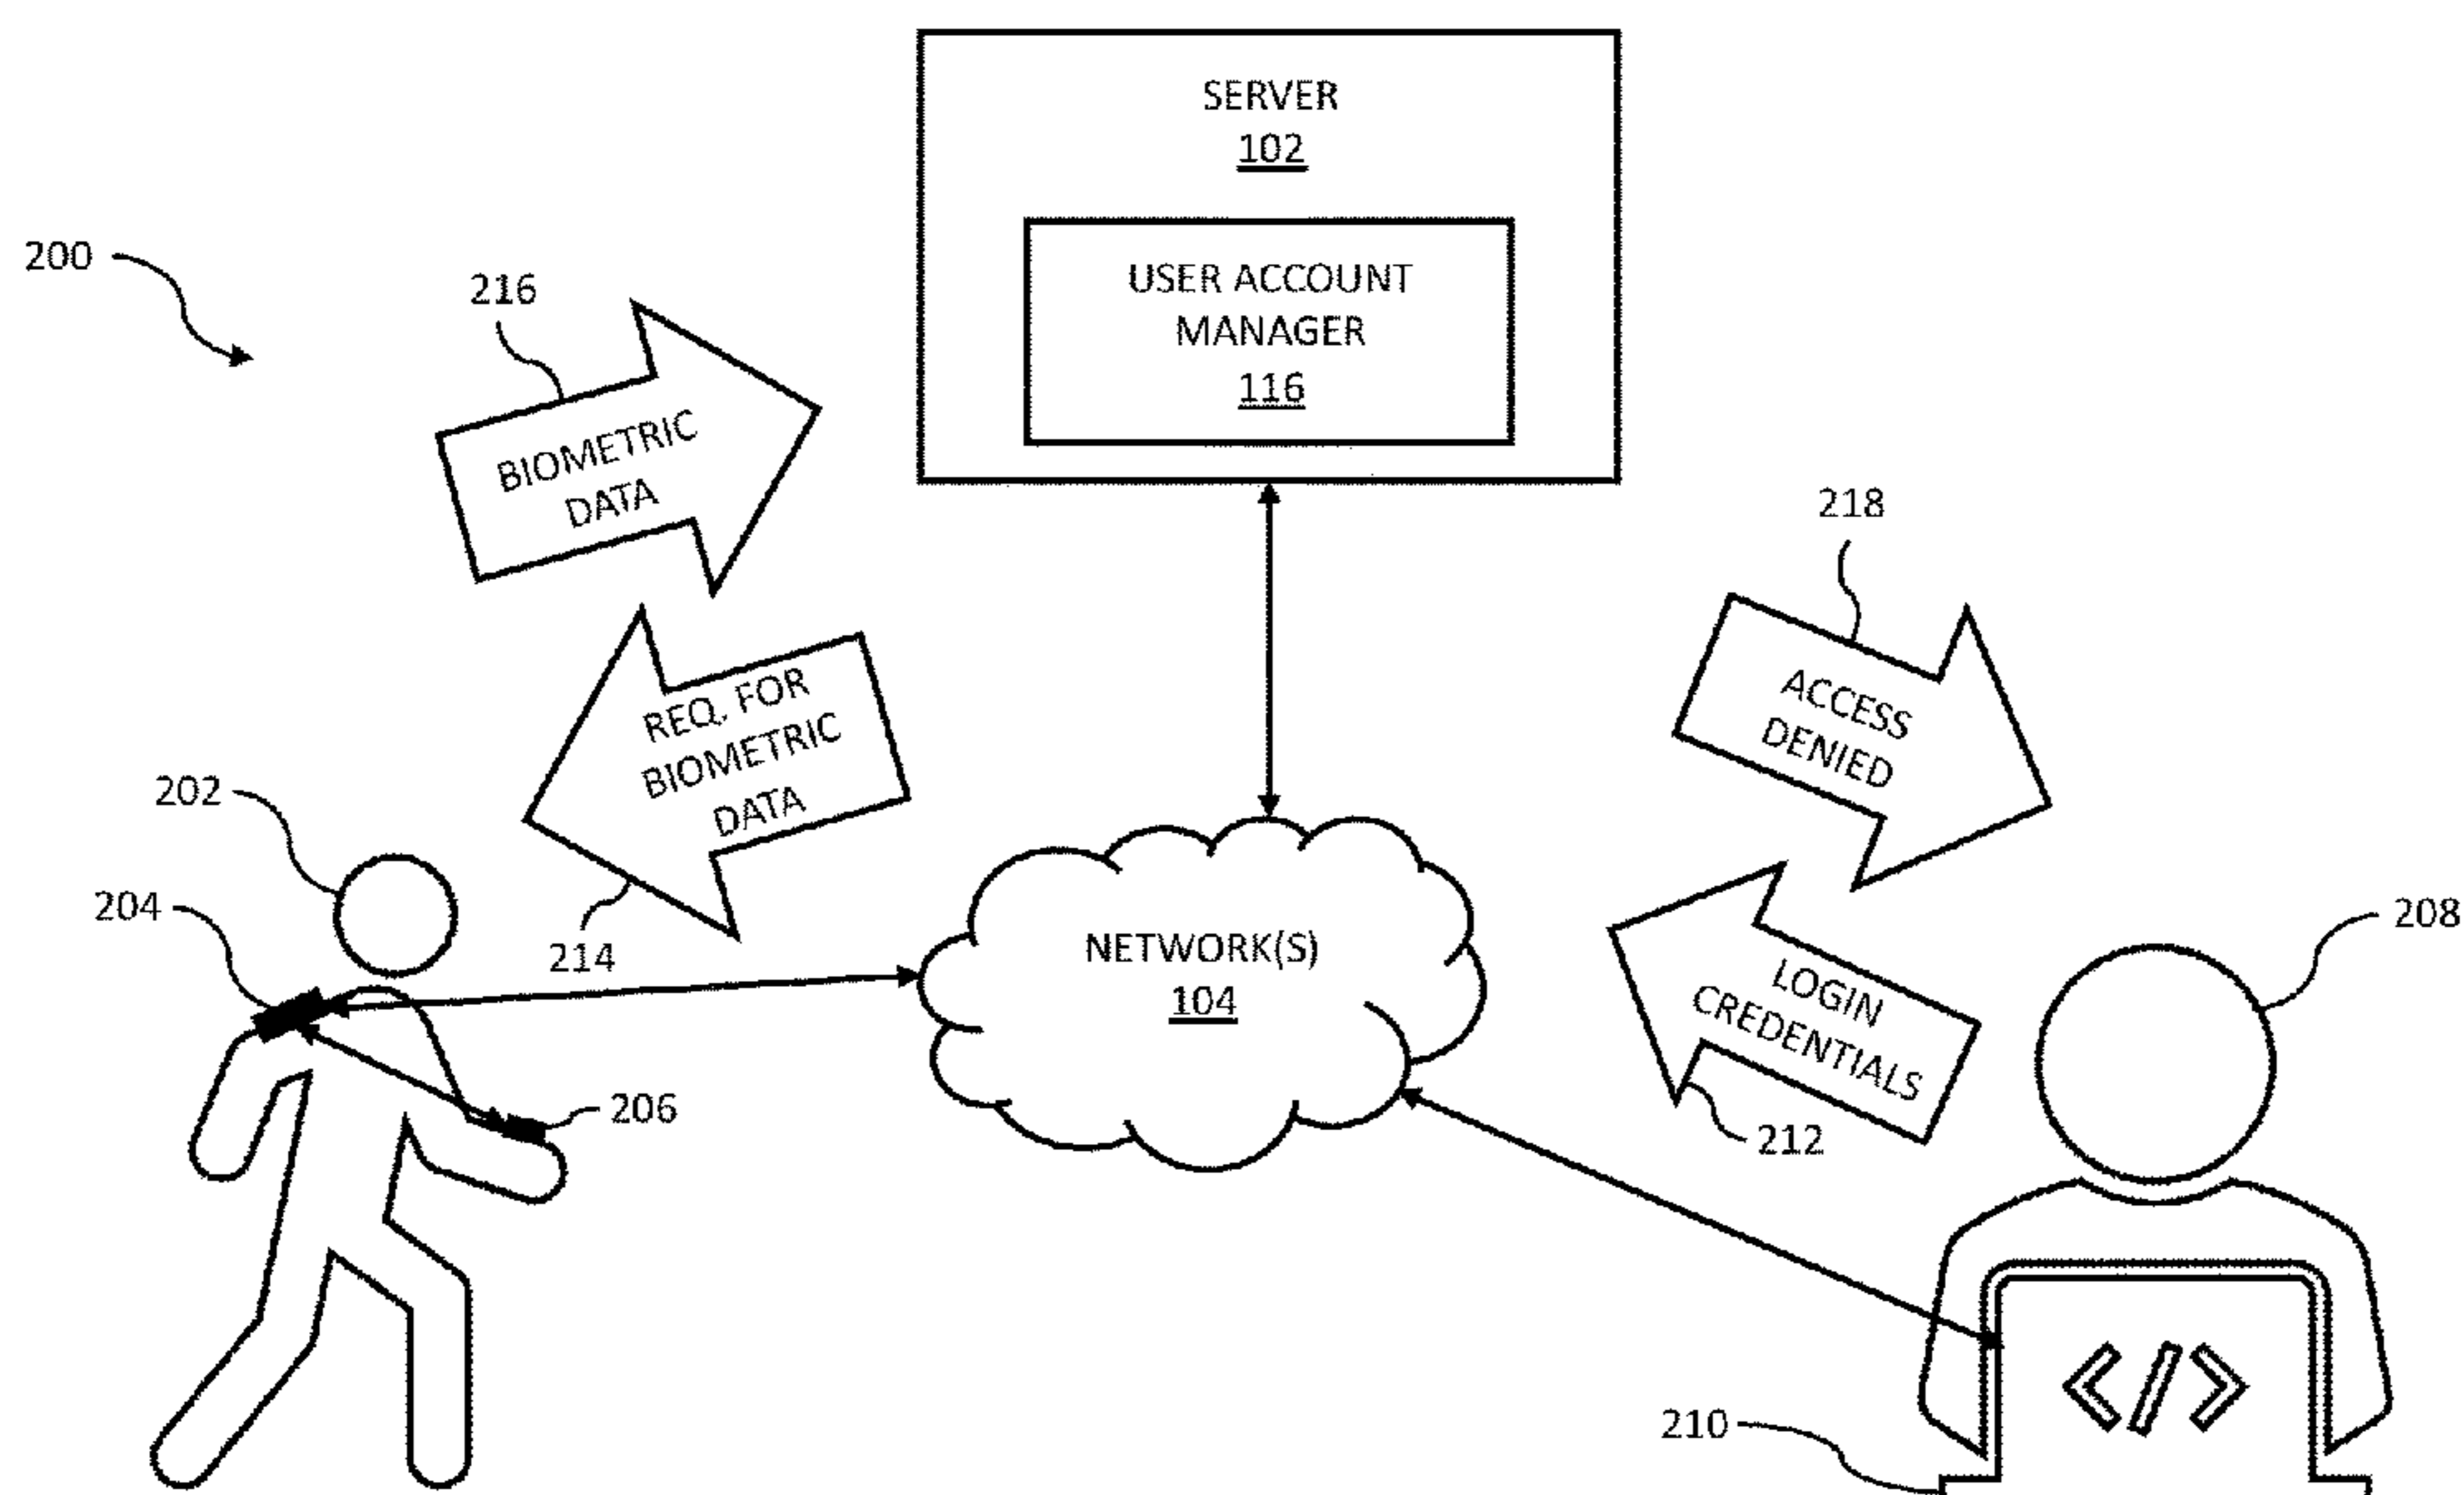 SERVER
102
USER ACCOUNT
MANAGER
116
200
216
BIOMETRIC
DATA
218
ACCESS
DENIED
REQ. FOR
BIOMETRIC
DATA
214
202
204
206
NETWORK(S)
104
LOGIN
CREDENTIALS
212
208
210
</>